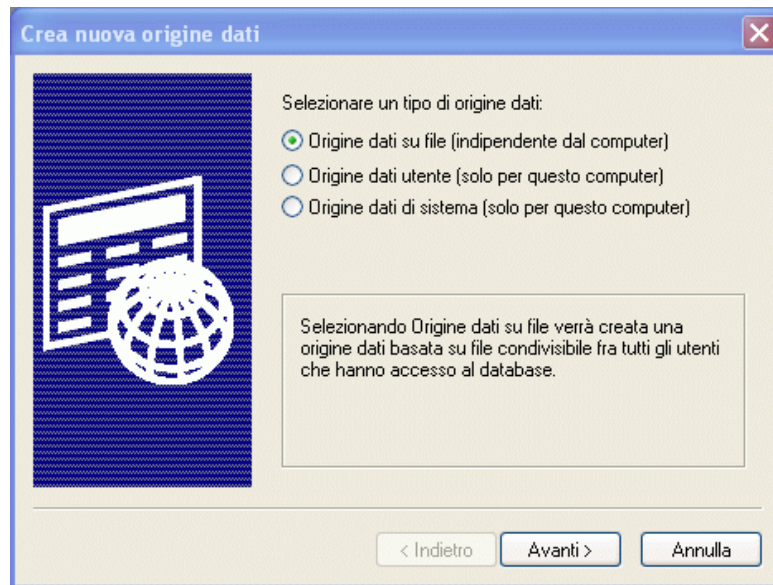 Crea nuova origine dati
Selezionare un tipo di origine dati:
Origine dati su file (indipendente dal computer)
Origine dati utente (solo per questo computer)
Origine dati di sistema (solo per questo computer)
Selezionando Origine dati su file verrà creata una
origine dati basata su file condivisibile fra tutti gli utenti
che hanno accesso al database.
< Indietro
Avanti >
Annulla